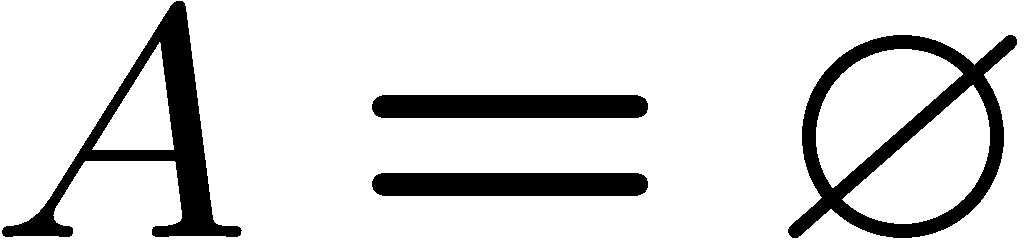 A = ∅